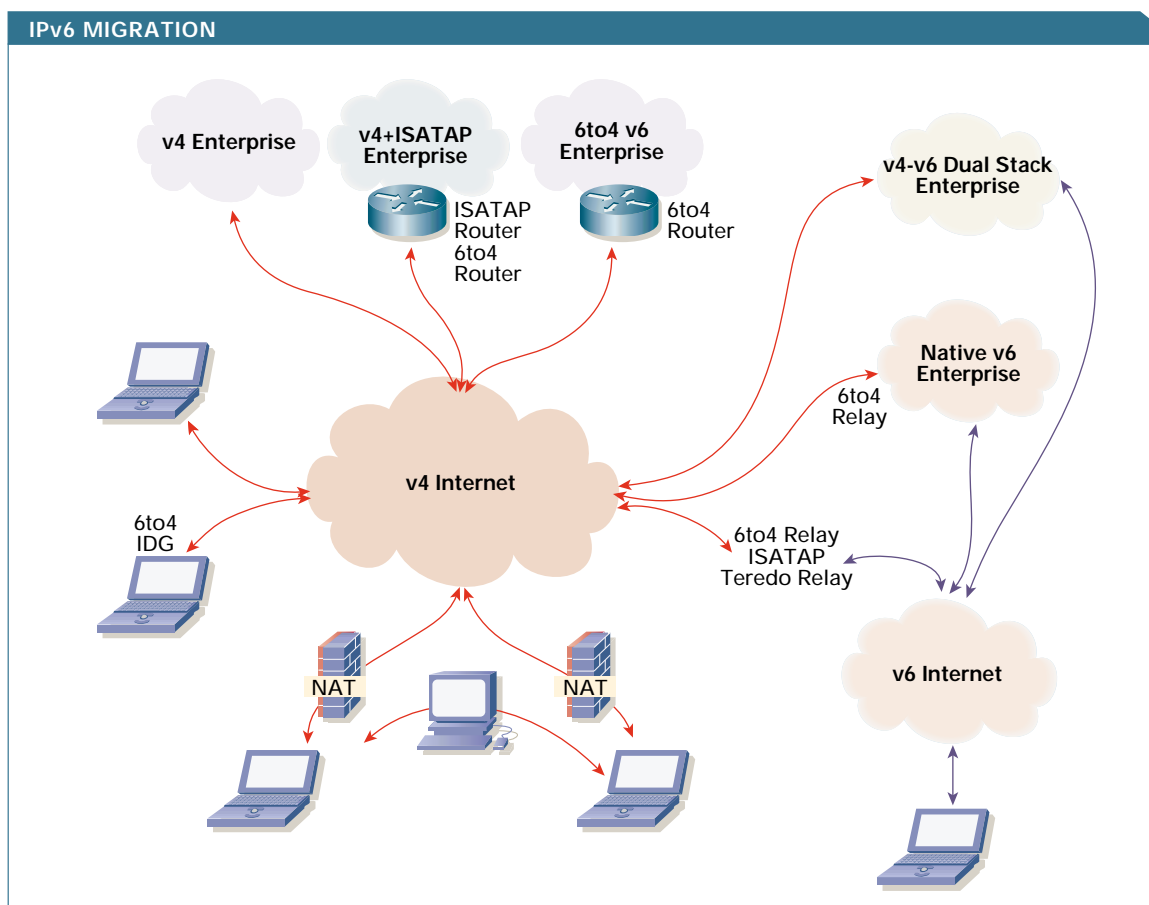 IPv6 MIGRATION
v4 Enterprise
v4+ISATAP
Enterprise
6to4 v6
Enterprise
v4-v6 Dual Stack
Enterprise
ISATAP
Router
6to4
Router
6to4
Router
Native v6
Enterprise
6to4
Relay
v4 Internet
6to4
IDG
6to4 Relay
ISATAP
Teredo Relay
NAT
NAT
v6 Internet